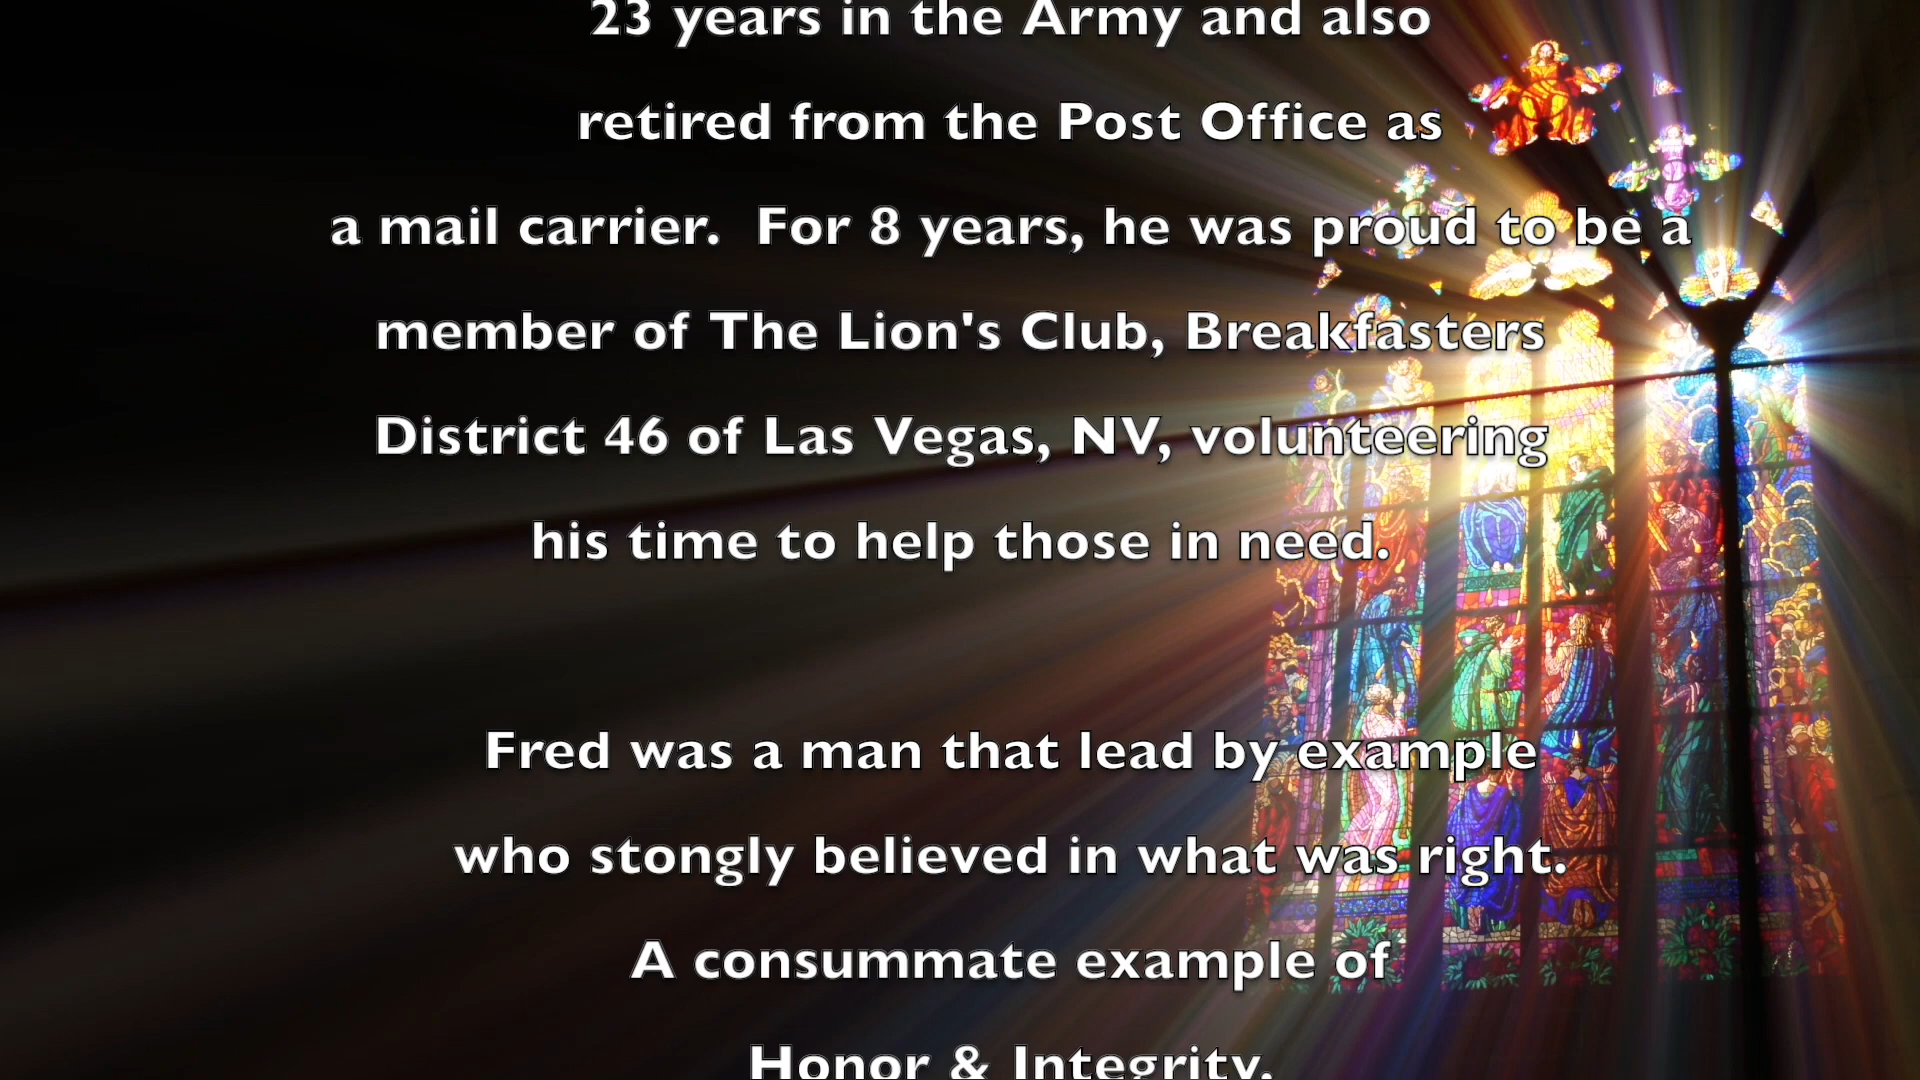 23 years in the Army and also
retired from the Post Office as
a mail carrier.  For 8 years, he was proud to be a
member of The Lion's Club, Breakfasters
District 46 of Las Vegas, NV, volunteering
his time to help those in need.
Fred was a man that lead by example
who stongly believed in what was right.
A consummate example of
Honor & Integrity.